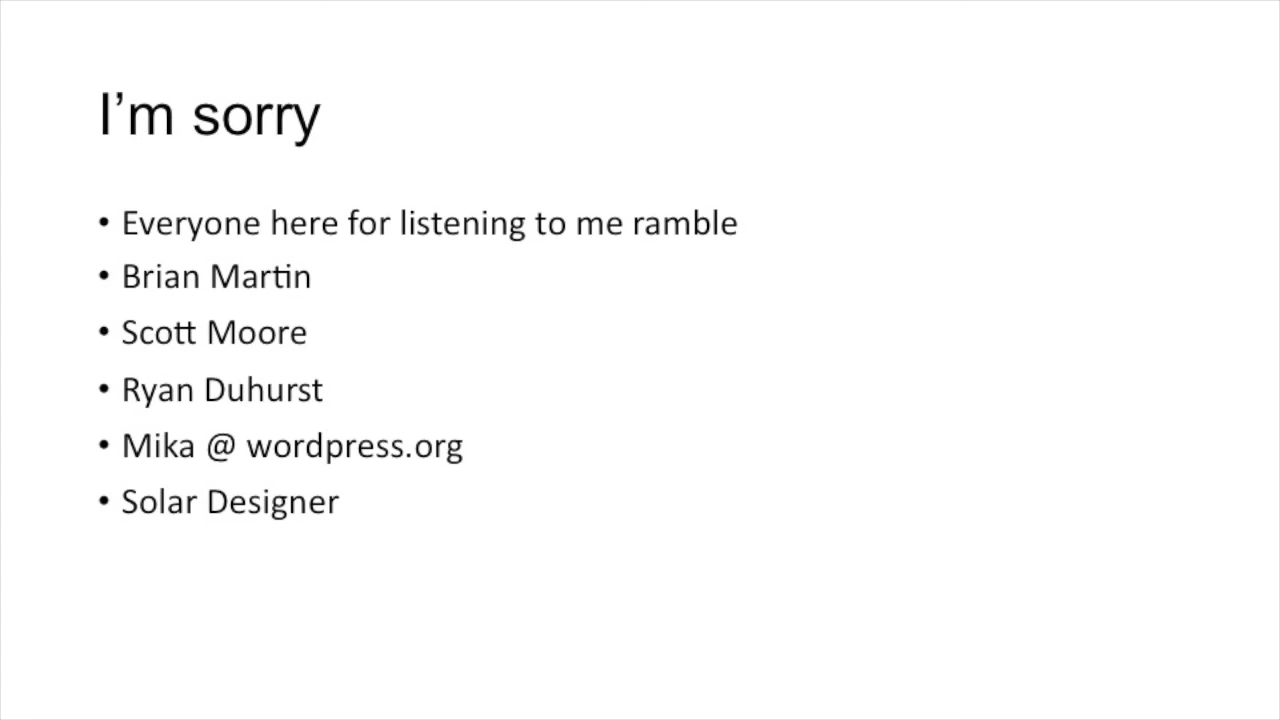 I’m sorry
• Everyone here for listening to me ramble
• Brian Martin
• Scott Moore
• Ryan Duhurst
• Mika @ wordpress.org
• Solar Designer